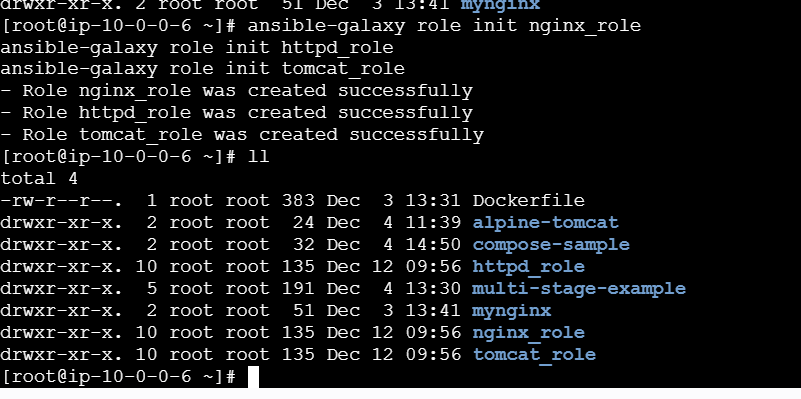 drwxr-xr-x. 2 root root  51 Dec  3 13:41 mynginx
[root@ip-10-0-0-6 ~]# ansible-galaxy role init nginx_role
ansible-galaxy role init httpd_role
ansible-galaxy role init tomcat_role
- Role nginx_role was created successfully
- Role httpd_role was created successfully
- Role tomcat_role was created successfully
[root@ip-10-0-0-6 ~]# ll
total 4
-rw-r--r--.  1 root root 383 Dec  3 13:31 Dockerfile
drwxr-xr-x.  2 root root  24 Dec  4 11:39 alpine-tomcat
drwxr-xr-x.  2 root root  32 Dec  4 14:50 compose-sample
drwxr-xr-x. 10 root root 135 Dec 12 09:56 httpd_role
drwxr-xr-x.  5 root root 191 Dec  4 13:30 multi-stage-example
drwxr-xr-x.  2 root root  51 Dec  3 13:41 mynginx
drwxr-xr-x. 10 root root 135 Dec 12 09:56 nginx_role
drwxr-xr-x. 10 root root 135 Dec 12 09:56 tomcat_role
[root@ip-10-0-0-6 ~]#